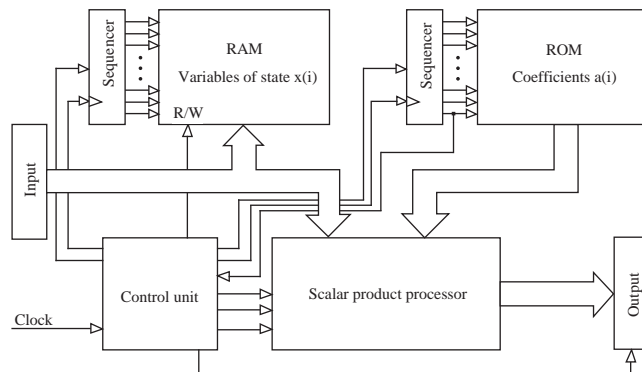 Sequencer
RAM
Variables of state x(i)
R/W
Sequencer
ROM
Coefficients a(i)
Input
Control unit
Scalar product processor
Output
Clock